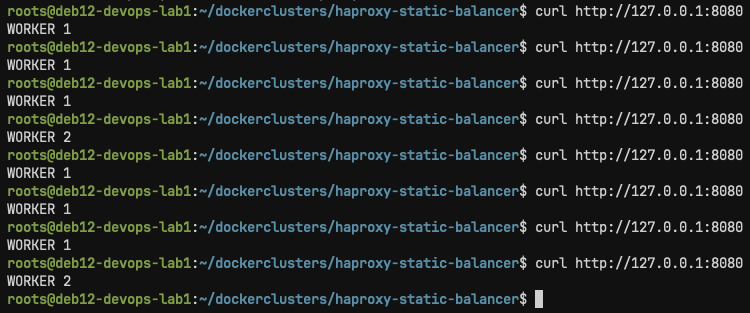 roots@deb12-devops-lab1:~/dockerclusters/haproxy-static-balancer$ curl http://127.0.0.1:8080
WORKER 1
roots@deb12-devops-lab1:~/dockerclusters/haproxy-static-balancer$ curl http://127.0.0.1:8080
WORKER 1
roots@deb12-devops-lab1:~/dockerclusters/haproxy-static-balancer$ curl http://127.0.0.1:8080
WORKER 1
roots@deb12-devops-lab1:~/dockerclusters/haproxy-static-balancer$ curl http://127.0.0.1:8080
WORKER 2
roots@deb12-devops-lab1:~/dockerclusters/haproxy-static-balancer$ curl http://127.0.0.1:8080
WORKER 1
roots@deb12-devops-lab1:~/dockerclusters/haproxy-static-balancer$ curl http://127.0.0.1:8080
WORKER 1
roots@deb12-devops-lab1:~/dockerclusters/haproxy-static-balancer$ curl http://127.0.0.1:8080
WORKER 1
roots@deb12-devops-lab1:~/dockerclusters/haproxy-static-balancer$ curl http://127.0.0.1:8080
WORKER 2
roots@deb12-devops-lab1:~/dockerclusters/haproxy-static-balancer$